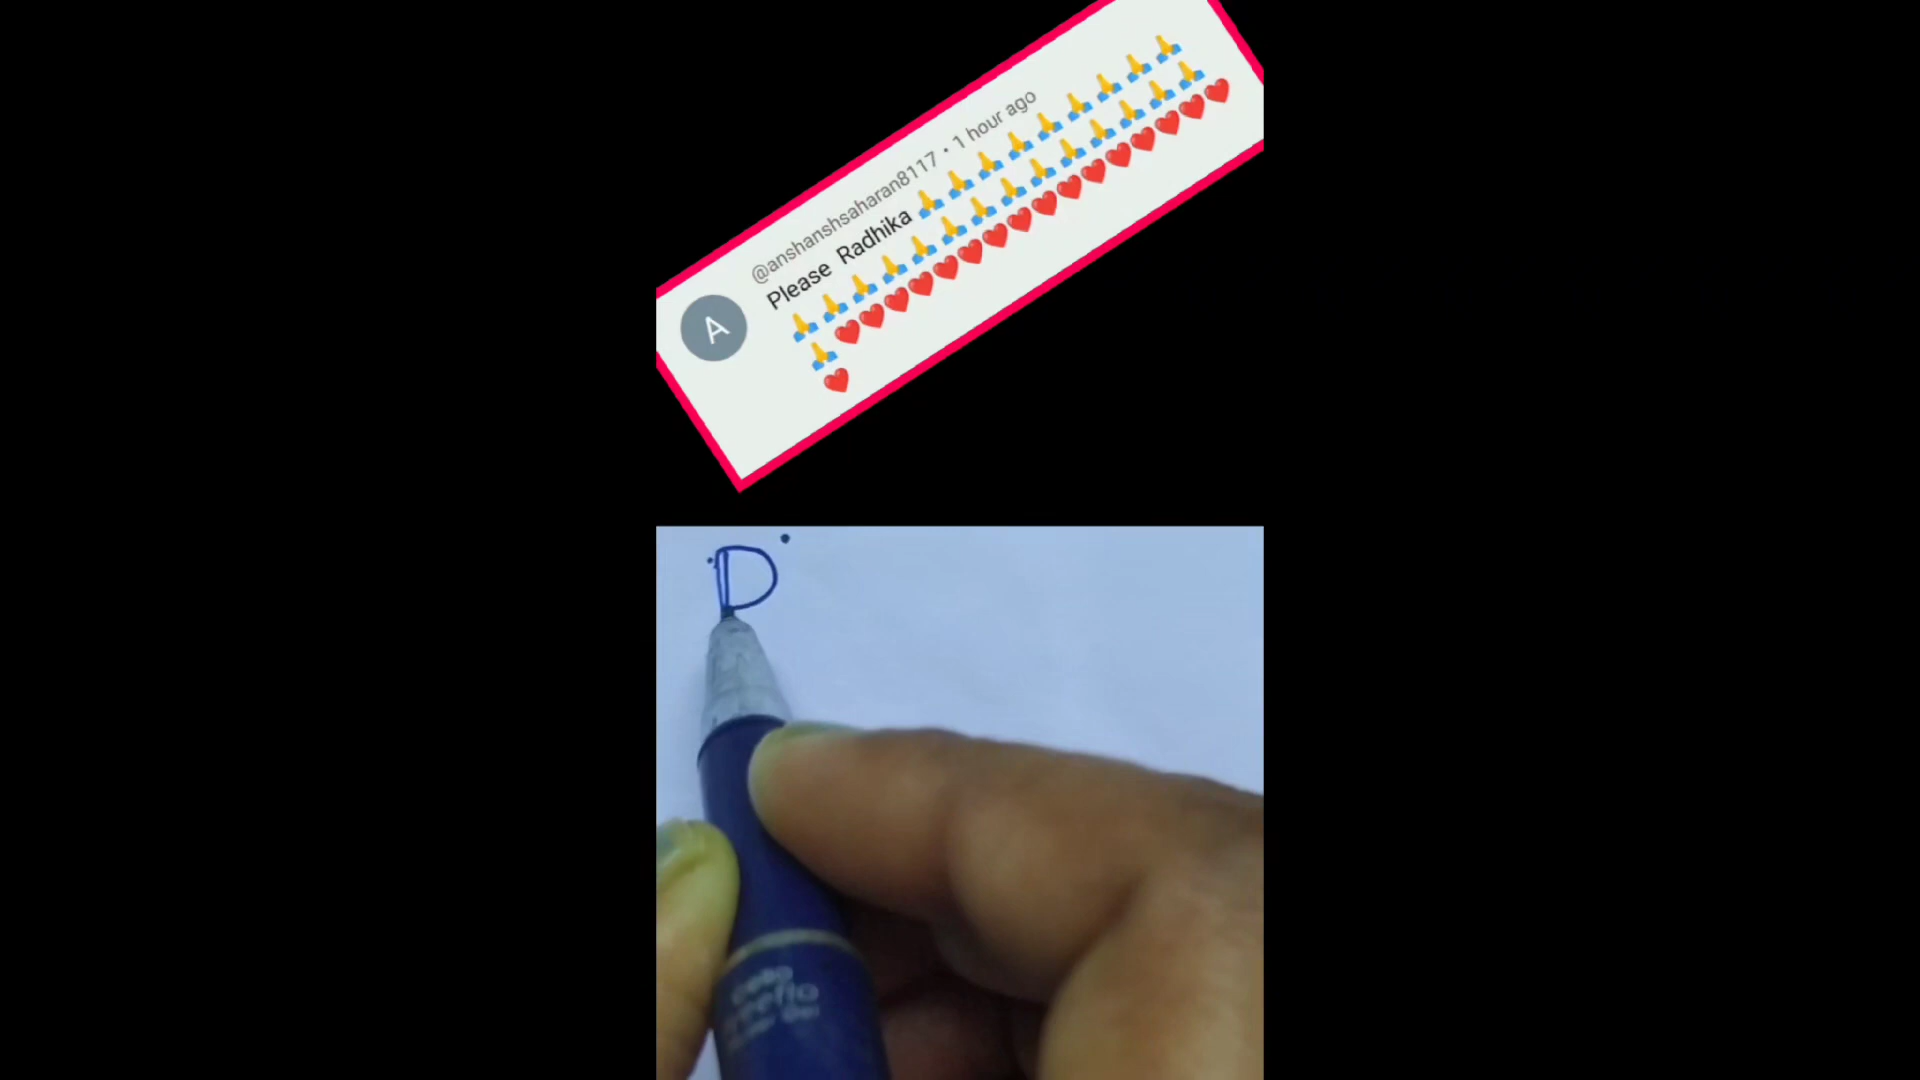 @anshanshsaharan8117 • 1 hour ago
Please Radhika 🙏🙏🙏🙏🙏🙏🙏🙏🙏
🙏🙏🙏🙏🙏🙏🙏🙏🙏🙏🙏🙏🙏🙏
🙏❤️❤️❤️❤️❤️❤️❤️❤️❤️❤️❤️❤️❤️❤️❤️❤️
❤️
A
D